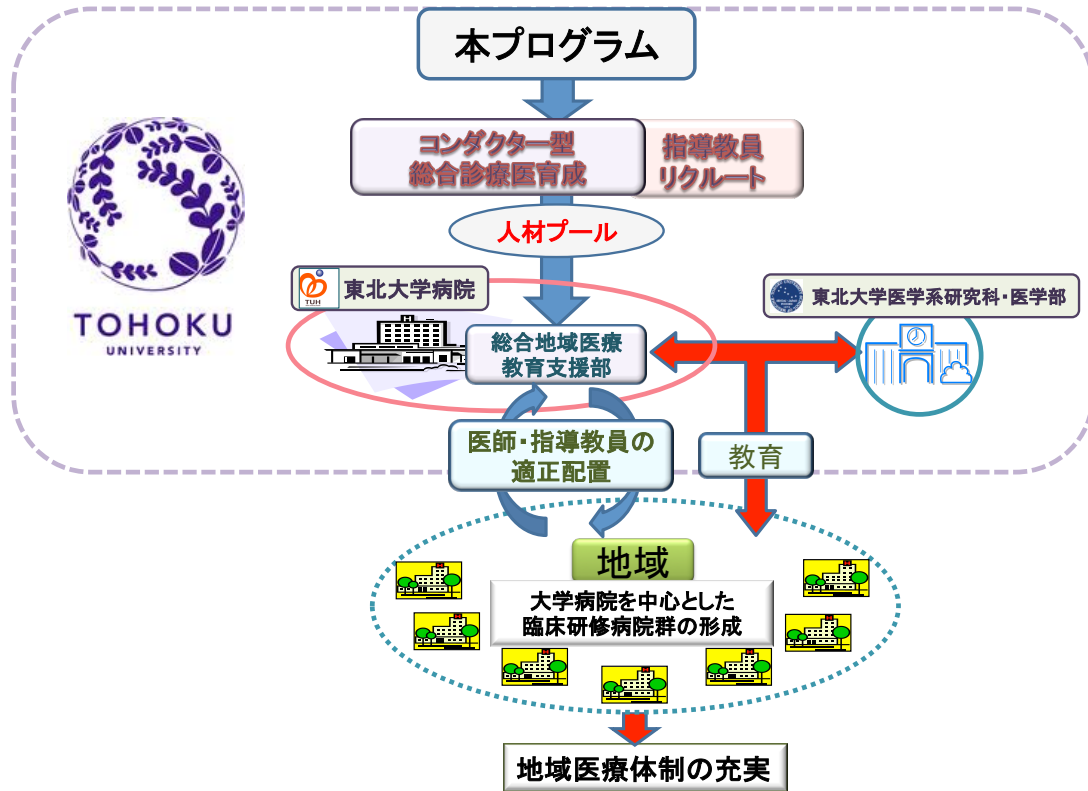 本プログラム
コンダクター型
総合診療医育成
指導教員
リクルート
人材プール
TUH
東北大学病院
東北大学医学系研究科・医学部
TOHOKU
UNIVERSITY
総合地域医療
教育支援部
医師・指導教員の
適正配置
教育
地域
大学病院を中心とした
臨床研修病院群の形成
地域医療体制の充実